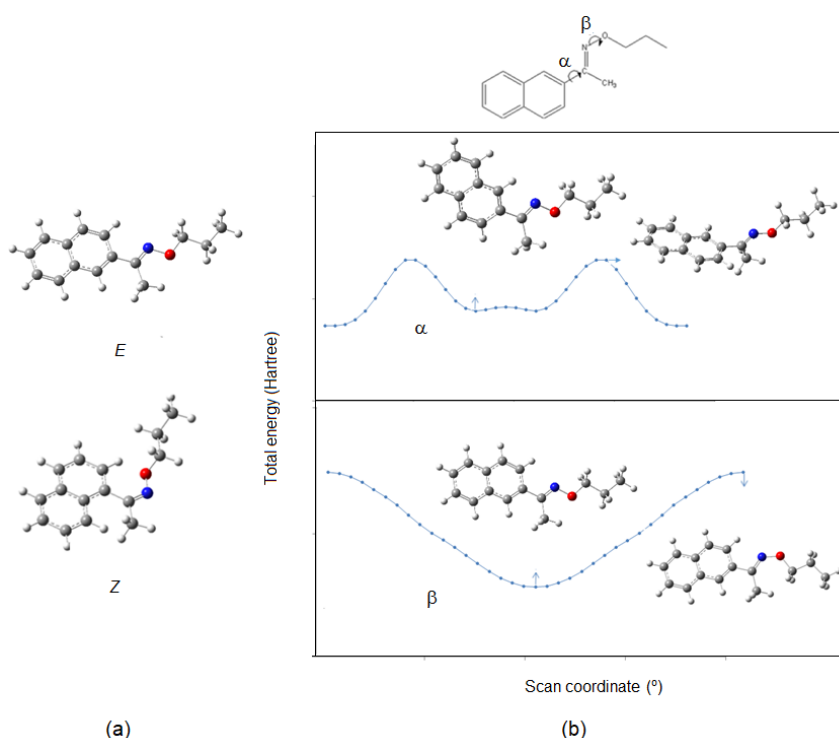 β
N
O
α
C
CH₃
E
α
Total energy (Hartree)
Z
β
Scan coordinate (º)
(a)
(b)